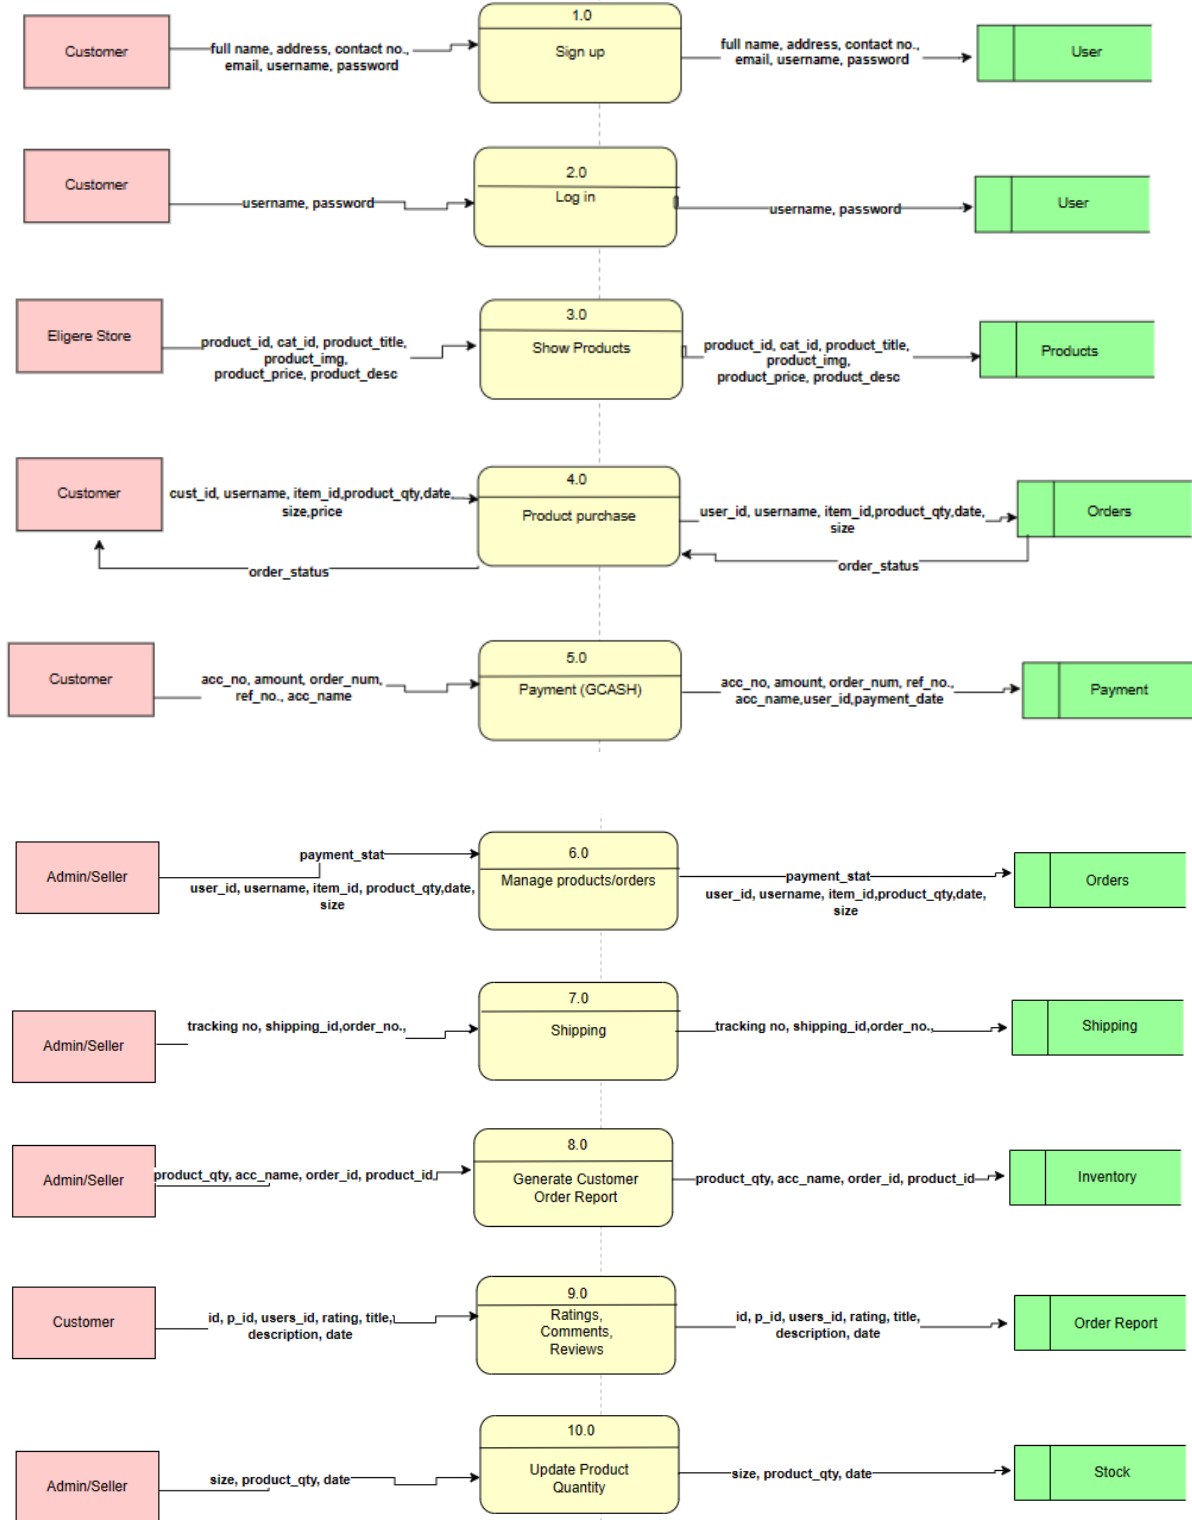 1.0
Customer
full name, address, contact no.,
email, username, password
Sign up
full name, address, contact no.,
email, username, password
User
2.0
Customer
username, password
Log in
username, password
User
3.0
Eligere Store
product_id, cat_id, product_title,
product_img,
product_price, product_desc
Show Products
product_id, cat_id, product_title,
product_img,
product_price, product_desc
Products
4.0
Customer
cust_id, username, item_id,product_qty,date,
size,price
Product purchase
user_id, username, item_id,product_qty,date,
size
Orders
order_status
order_status
5.0
Customer
acc_no, amount, order_num,
ref_no., acc_name
Payment (GCASH)
acc_no, amount, order_num, ref_no.,
acc_name,user_id,payment_date
Payment
6.0
Admin/Seller
payment_stat
user_id, username, item_id, product_qty,date,
size
Manage products/orders
payment_stat
user_id, username, item_id,product_qty,date,
size
Orders
7.0
Admin/Seller
tracking no, shipping_id,order_no.,
Shipping
tracking no, shipping_id,order_no.,
Shipping
8.0
Admin/Seller
product_qty, acc_name, order_id, product_id
Generate Customer
Order Report
product_qty, acc_name, order_id, product_id
Inventory
9.0
Customer
id, p_id, users_id, rating, title,
description, date
Ratings,
Comments,
Reviews
id, p_id, users_id, rating, title,
description, date
Order Report
10.0
Admin/Seller
size, product_qty, date
Update Product
Quantity
size, product_qty, date
Stock